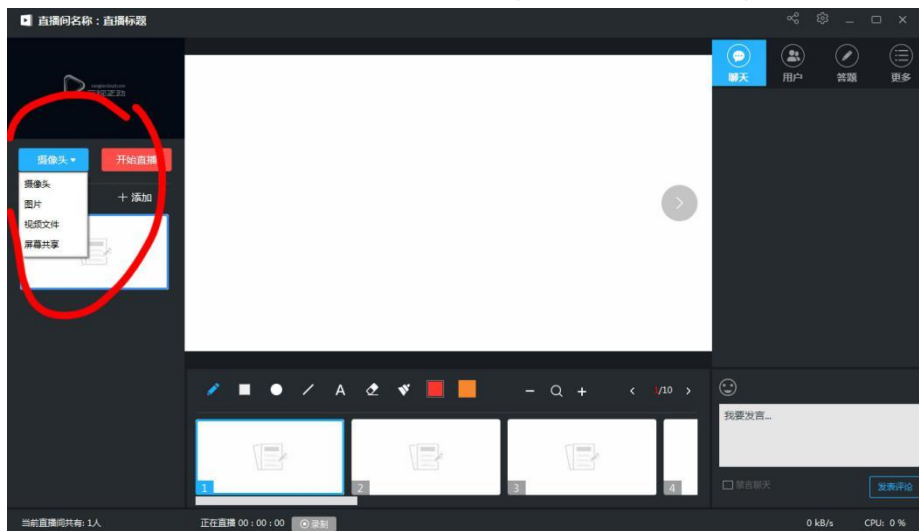 直播间名称：直播标题
聊天 用户 答题 更多
摄像头 开始直播
摄像头
图片
视频文件
屏幕共享
+ 添加
A
1/10
我要发言...
1 2 3 4
禁言聊天 发表评论
当前直播间共有: 1人 正在直播 00 : 00 : 00 录制 0 kB/s CPU: 0 %